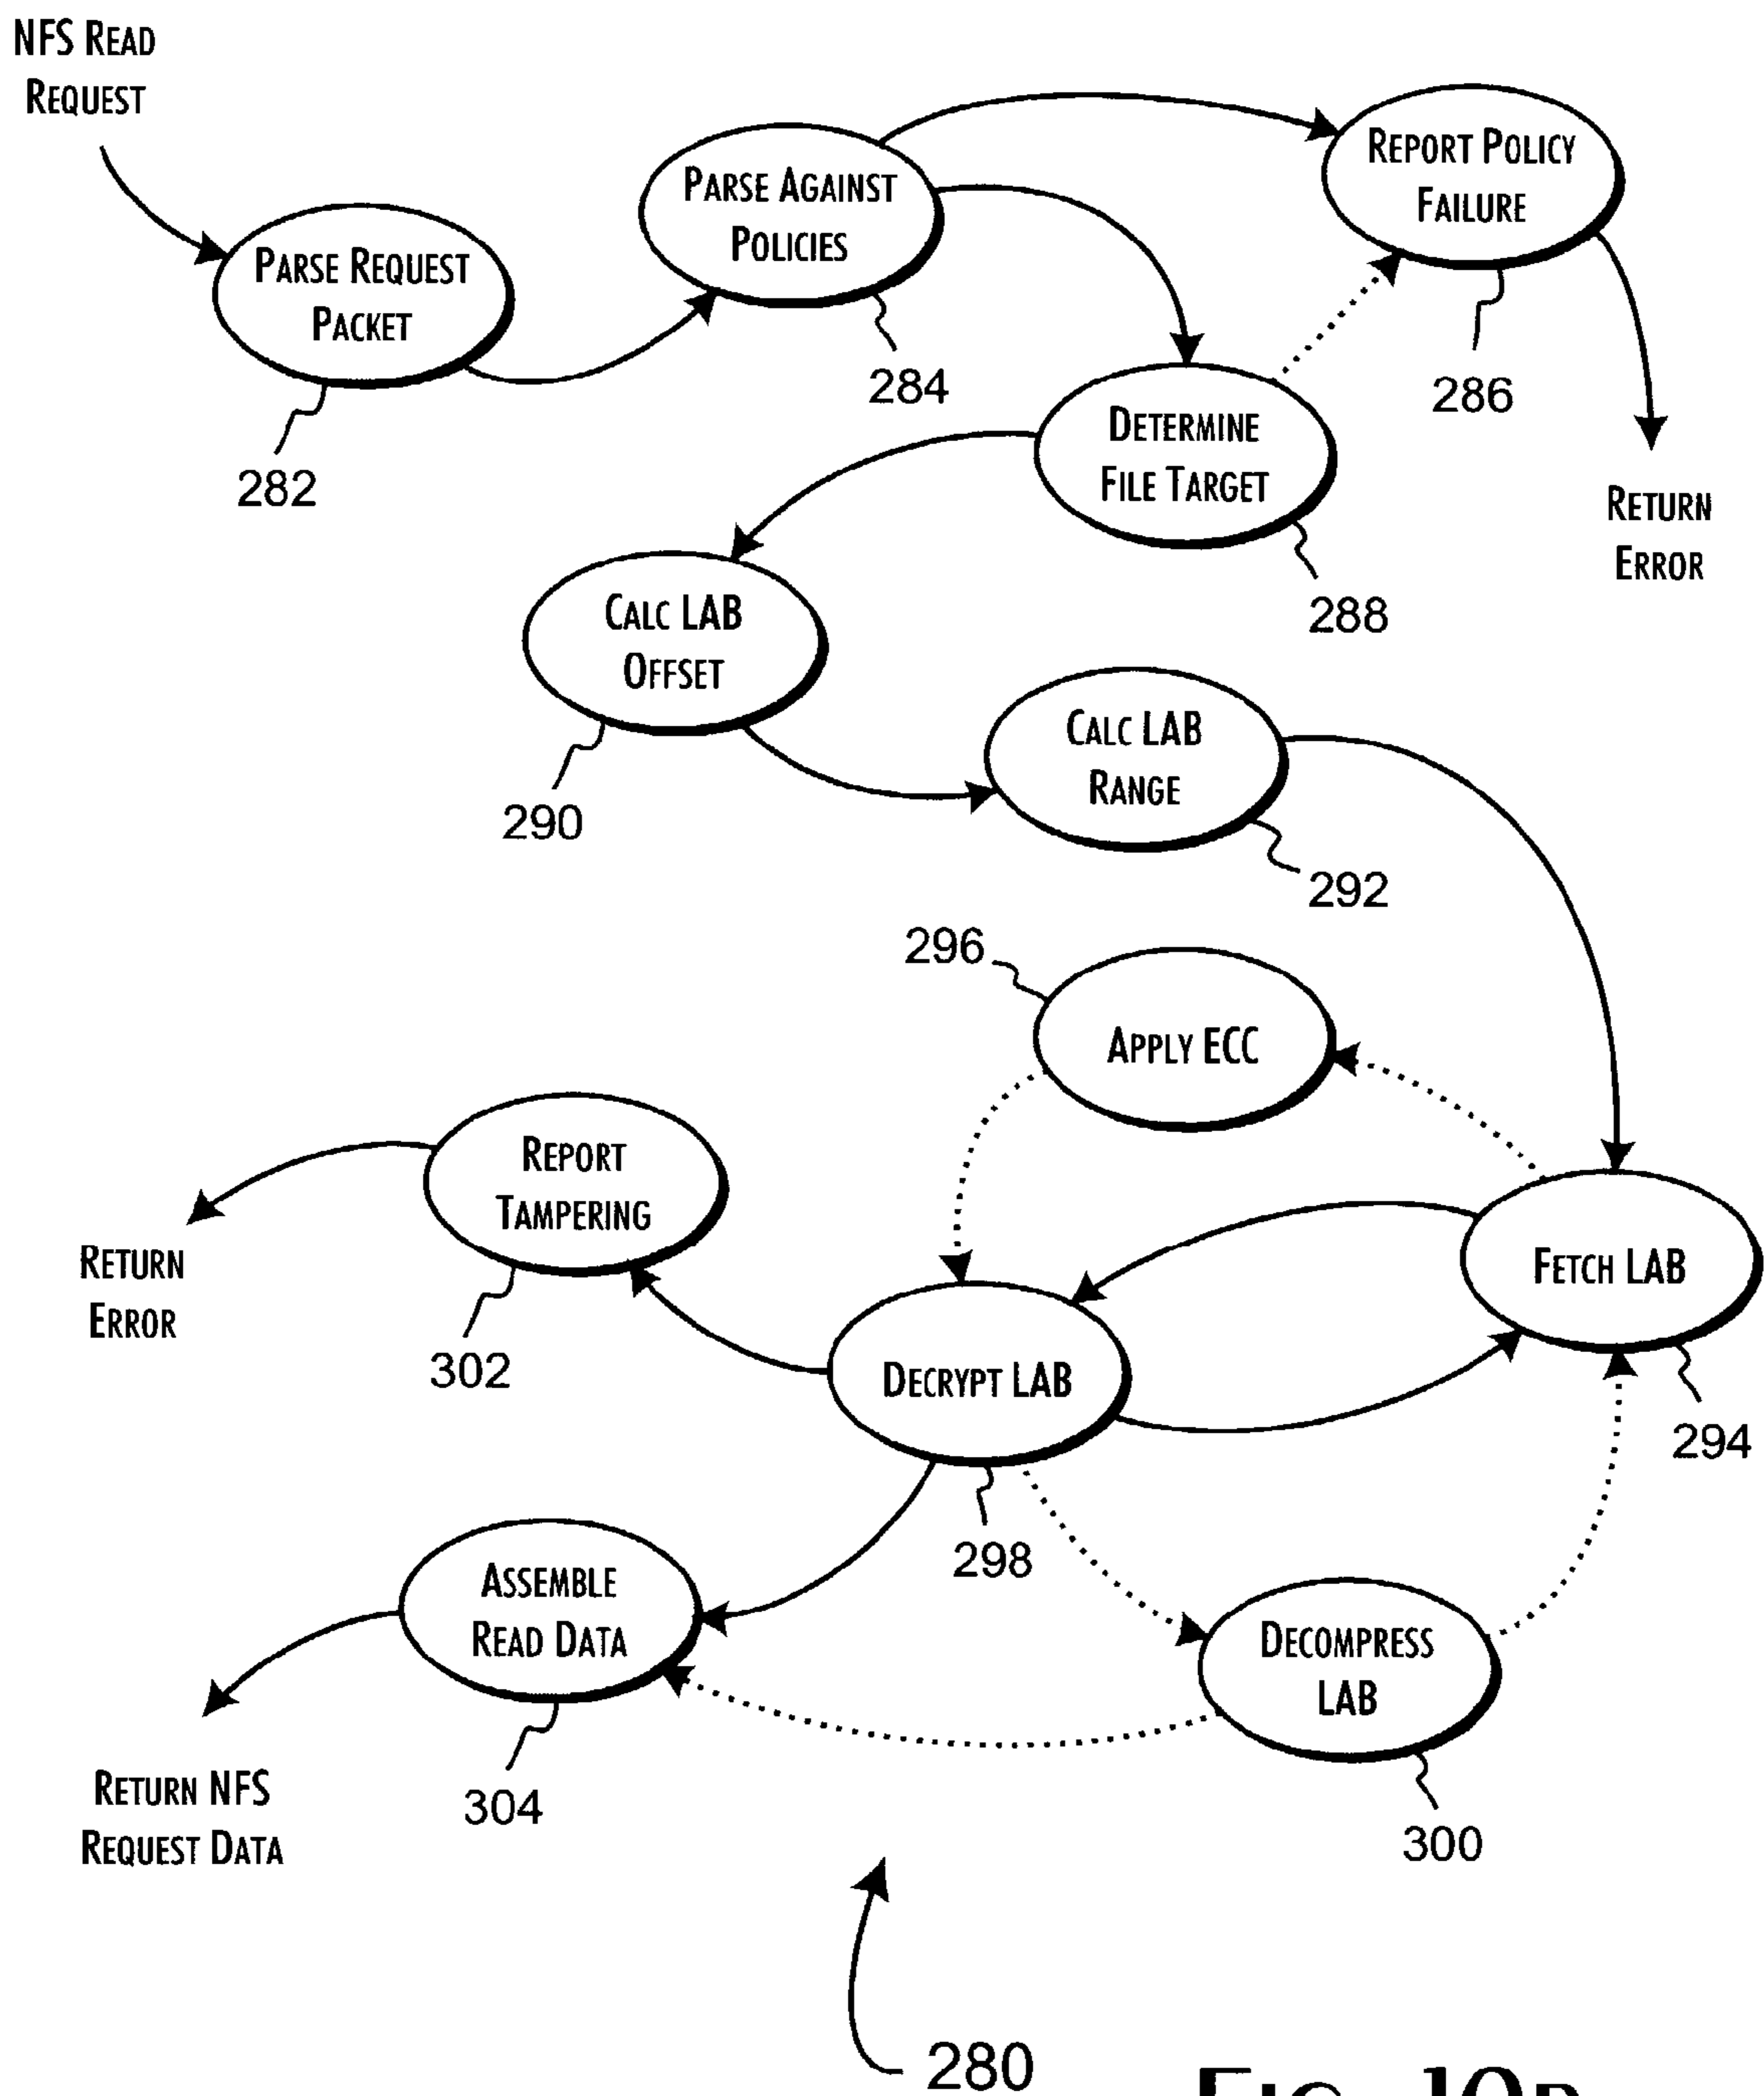 NFS READ
REQUEST
REPORT POLICY
FAILURE
PARSE AGAINST
POLICIES
PARSE REQUEST
PACKET
284
286
282
DETERMINE
FILE TARGET
RETURN
ERROR
288
CALC LAB
OFFSET
CALC LAB
RANGE
290
292
296
APPLY ECC
REPORT
TAMPERING
RETURN
ERROR
FETCH LAB
302
DECRYPT LAB
294
298
ASSEMBLE
READ DATA
DECOMPRESS
LAB
RETURN NFS
REQUEST DATA
304
300
280
FIG. 10B